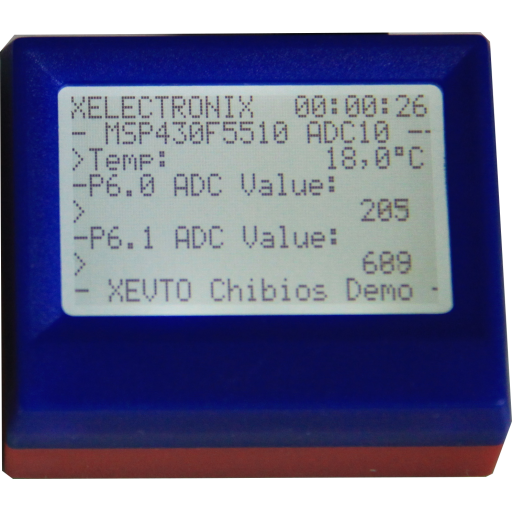 XELECTRONIX 00:00:26
- MSP430F5510 ADC10 --
>Temp: 18,0°C
-P6.0 ADC Value:
> 205
-P6.1 ADC Value:
> 689
- XEVTO Chibios Demo -